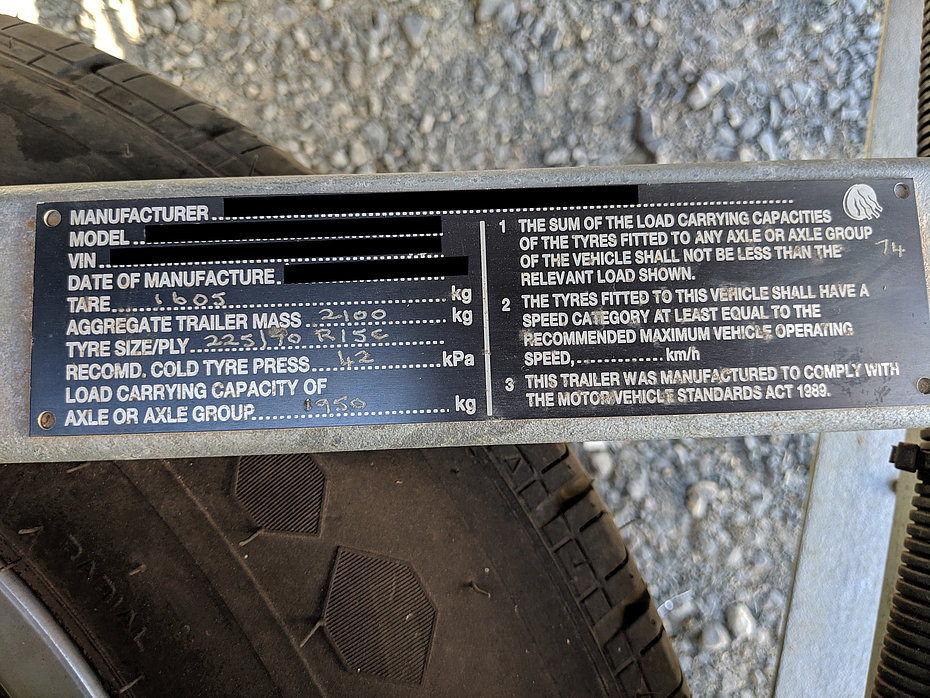 MANUFACTURER
MODEL
VIN
DATE OF MANUFACTURE.
TARE 1605 kg
AGGREGATE TRAILER MASS 2100 kg
TYRE SIZE/PLY 225/90 R15C
RECOMD. COLD TYRE PRESS 42 kPa
LOAD CARRYING CAPACITY OF
AXLE OR AXLE GROUP 1950 kg
1 THE SUM OF THE LOAD CARRYING CAPACITIES
OF THE TYRES FITTED TO ANY AXLE OR AXLE GROUP
OF THE VEHICLE SHALL NOT BE LESS THAN THE 74
RELEVANT LOAD SHOWN.
2 THE TYRES FITTED TO THIS VEHICLE SHALL HAVE A
SPEED CATEGORY AT LEAST EQUAL TO THE
RECOMMENDED MAXIMUM VEHICLE OPERATING
SPEED, km/h
3 THIS TRAILER WAS MANUFACTURED TO COMPLY WITH
THE MOTOR VEHICLE STANDARDS ACT 1989.
RADIAL